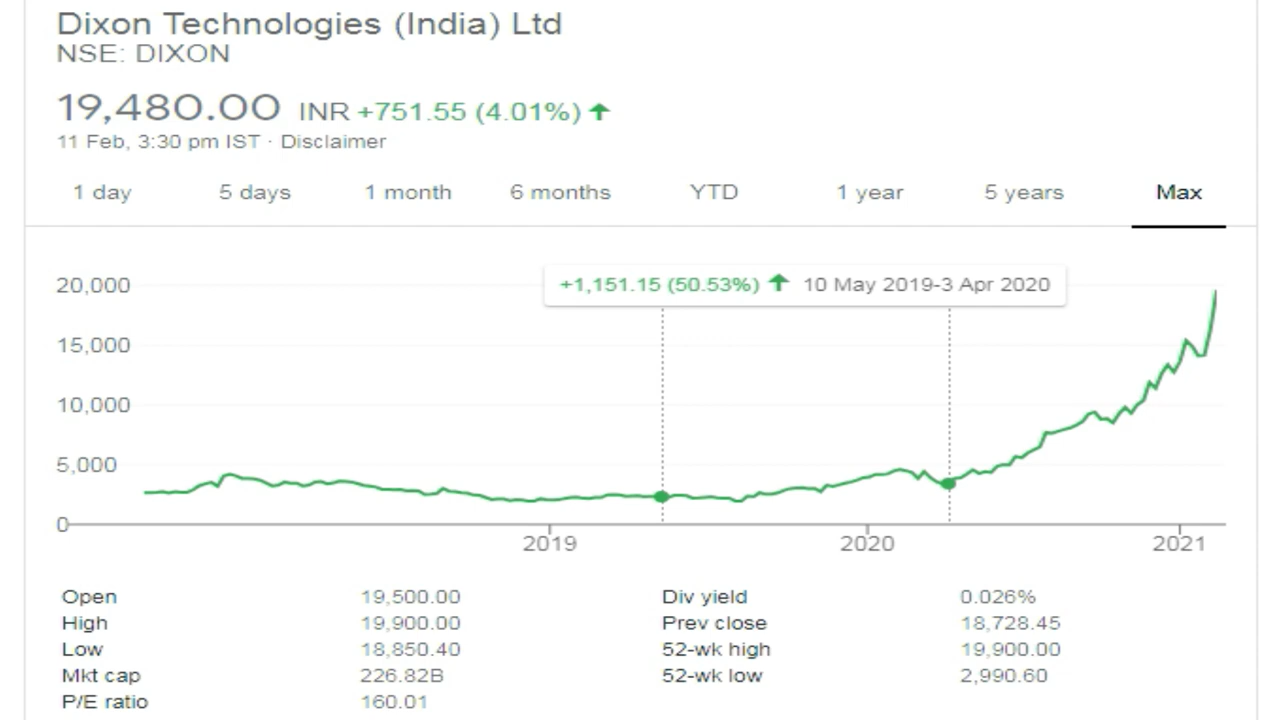 Dixon Technologies (India) Ltd
NSE: DIXON
19,480.00 INR +751.55 (4.01%)
11 Feb, 3:30 pm IST · Disclaimer
1 day 5 days 1 month 6 months YTD 1 year 5 years Max
+1,151.15 (50.53%) 10 May 2019-3 Apr 2020
20,000
15,000
10,000
5,000
0
2019 2020 2021
Open 19,500.00 Div yield 0.026%
High 19,900.00 Prev close 18,728.45
Low 18,850.40 52-wk high 19,900.00
Mkt cap 226.82B 52-wk low 2,990.60
P/E ratio 160.01